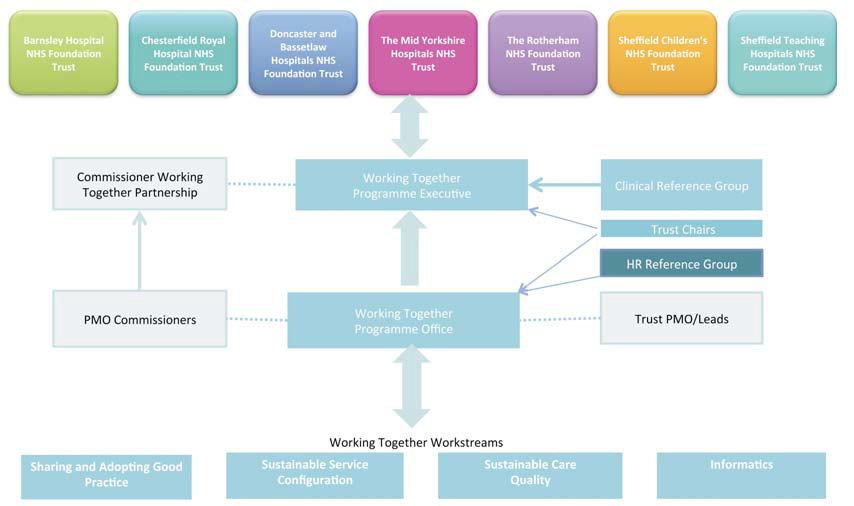 Barnsley Hospital
NHS Foundation
Trust
Chesterfield Royal
Hospital NHS
Foundation Trust
Doncaster and
Bassetlaw
Hospitals NHS
Foundation Trust
The Mid Yorkshire
Hospitals NHS
Trust
The Rotherham
NHS Foundation
Trust
Sheffield Children's
NHS Foundation
Trust
Sheffield Teaching
Hospitals NHS
Foundation Trust
Commissioner Working
Together Partnership
Working Together
Programme Executive
Clinical Reference Group
Trust Chairs
HR Reference Group
PMO Commissioners
Working Together
Programme Office
Trust PMO/Leads
Working Together Workstreams
Sharing and Adopting Good
Practice
Sustainable Service
Configuration
Sustainable Care
Quality
Informatics